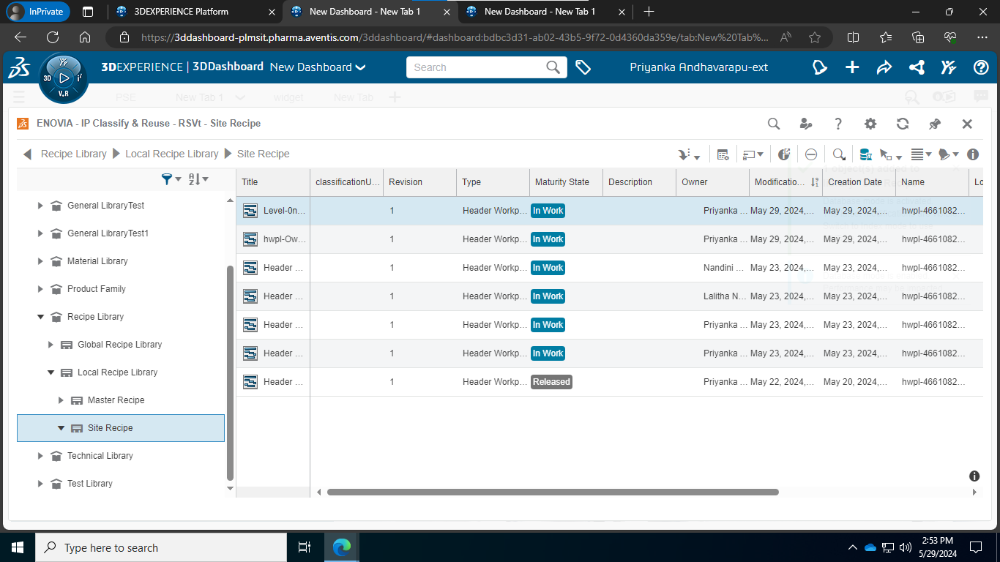 InPrivate
3DEXPERIENCE Platform
New Dashboard - New Tab 1
New Dashboard - New Tab 1
https://3ddashboard-plmsit.pharma.aventis.com/3ddashboard/#dashboard:bdbc3d31-ab02-43b5-9f72-0d4360da359e/tab:New%20Tab%...
3D V.R
3DEXPERIENCE | 3DDashboard New Dashboard
Search
Priyanka Andhavarapu-ext
PSE New Tab 1 widget New Tab
ENOVIA - IP Classify & Reuse - RSVt - Site Recipe
Recipe Library Local Recipe Library Site Recipe
Title classificationU... Revision Type Maturity State Description Owner Modificatio... Creation Date Name Lo
General LibraryTest
General LibraryTest1
Material Library
Product Family
Recipe Library
Global Recipe Library
Local Recipe Library
Master Recipe
Site Recipe
Technical Library
Test Library
Level-0n... 1 Header Workp... In Work Priyanka ... May 29, 2024,... May 29, 2024,... hwpl-4661082...
hwpl-Ow... 1 Header Workp... In Work Priyanka ... May 29, 2024,... May 29, 2024,... hwpl-4661082...
Header ... 1 Header Workp... In Work Nandini ... May 23, 2024,... May 23, 2024,... hwpl-4661082...
Header ... 1 Header Workp... In Work Lalitha N... May 23, 2024,... May 23, 2024,... hwpl-4661082...
Header ... 1 Header Workp... In Work Priyanka ... May 23, 2024,... May 23, 2024,... hwpl-4661082...
Header ... 1 Header Workp... In Work Priyanka ... May 23, 2024,... May 23, 2024,... hwpl-4661082...
Header ... 1 Header Workp... Released Priyanka ... May 22, 2024,... May 20, 2024,... hwpl-4661082...
1 object(s) added to
Type here to search
2:53 PM
5/29/2024